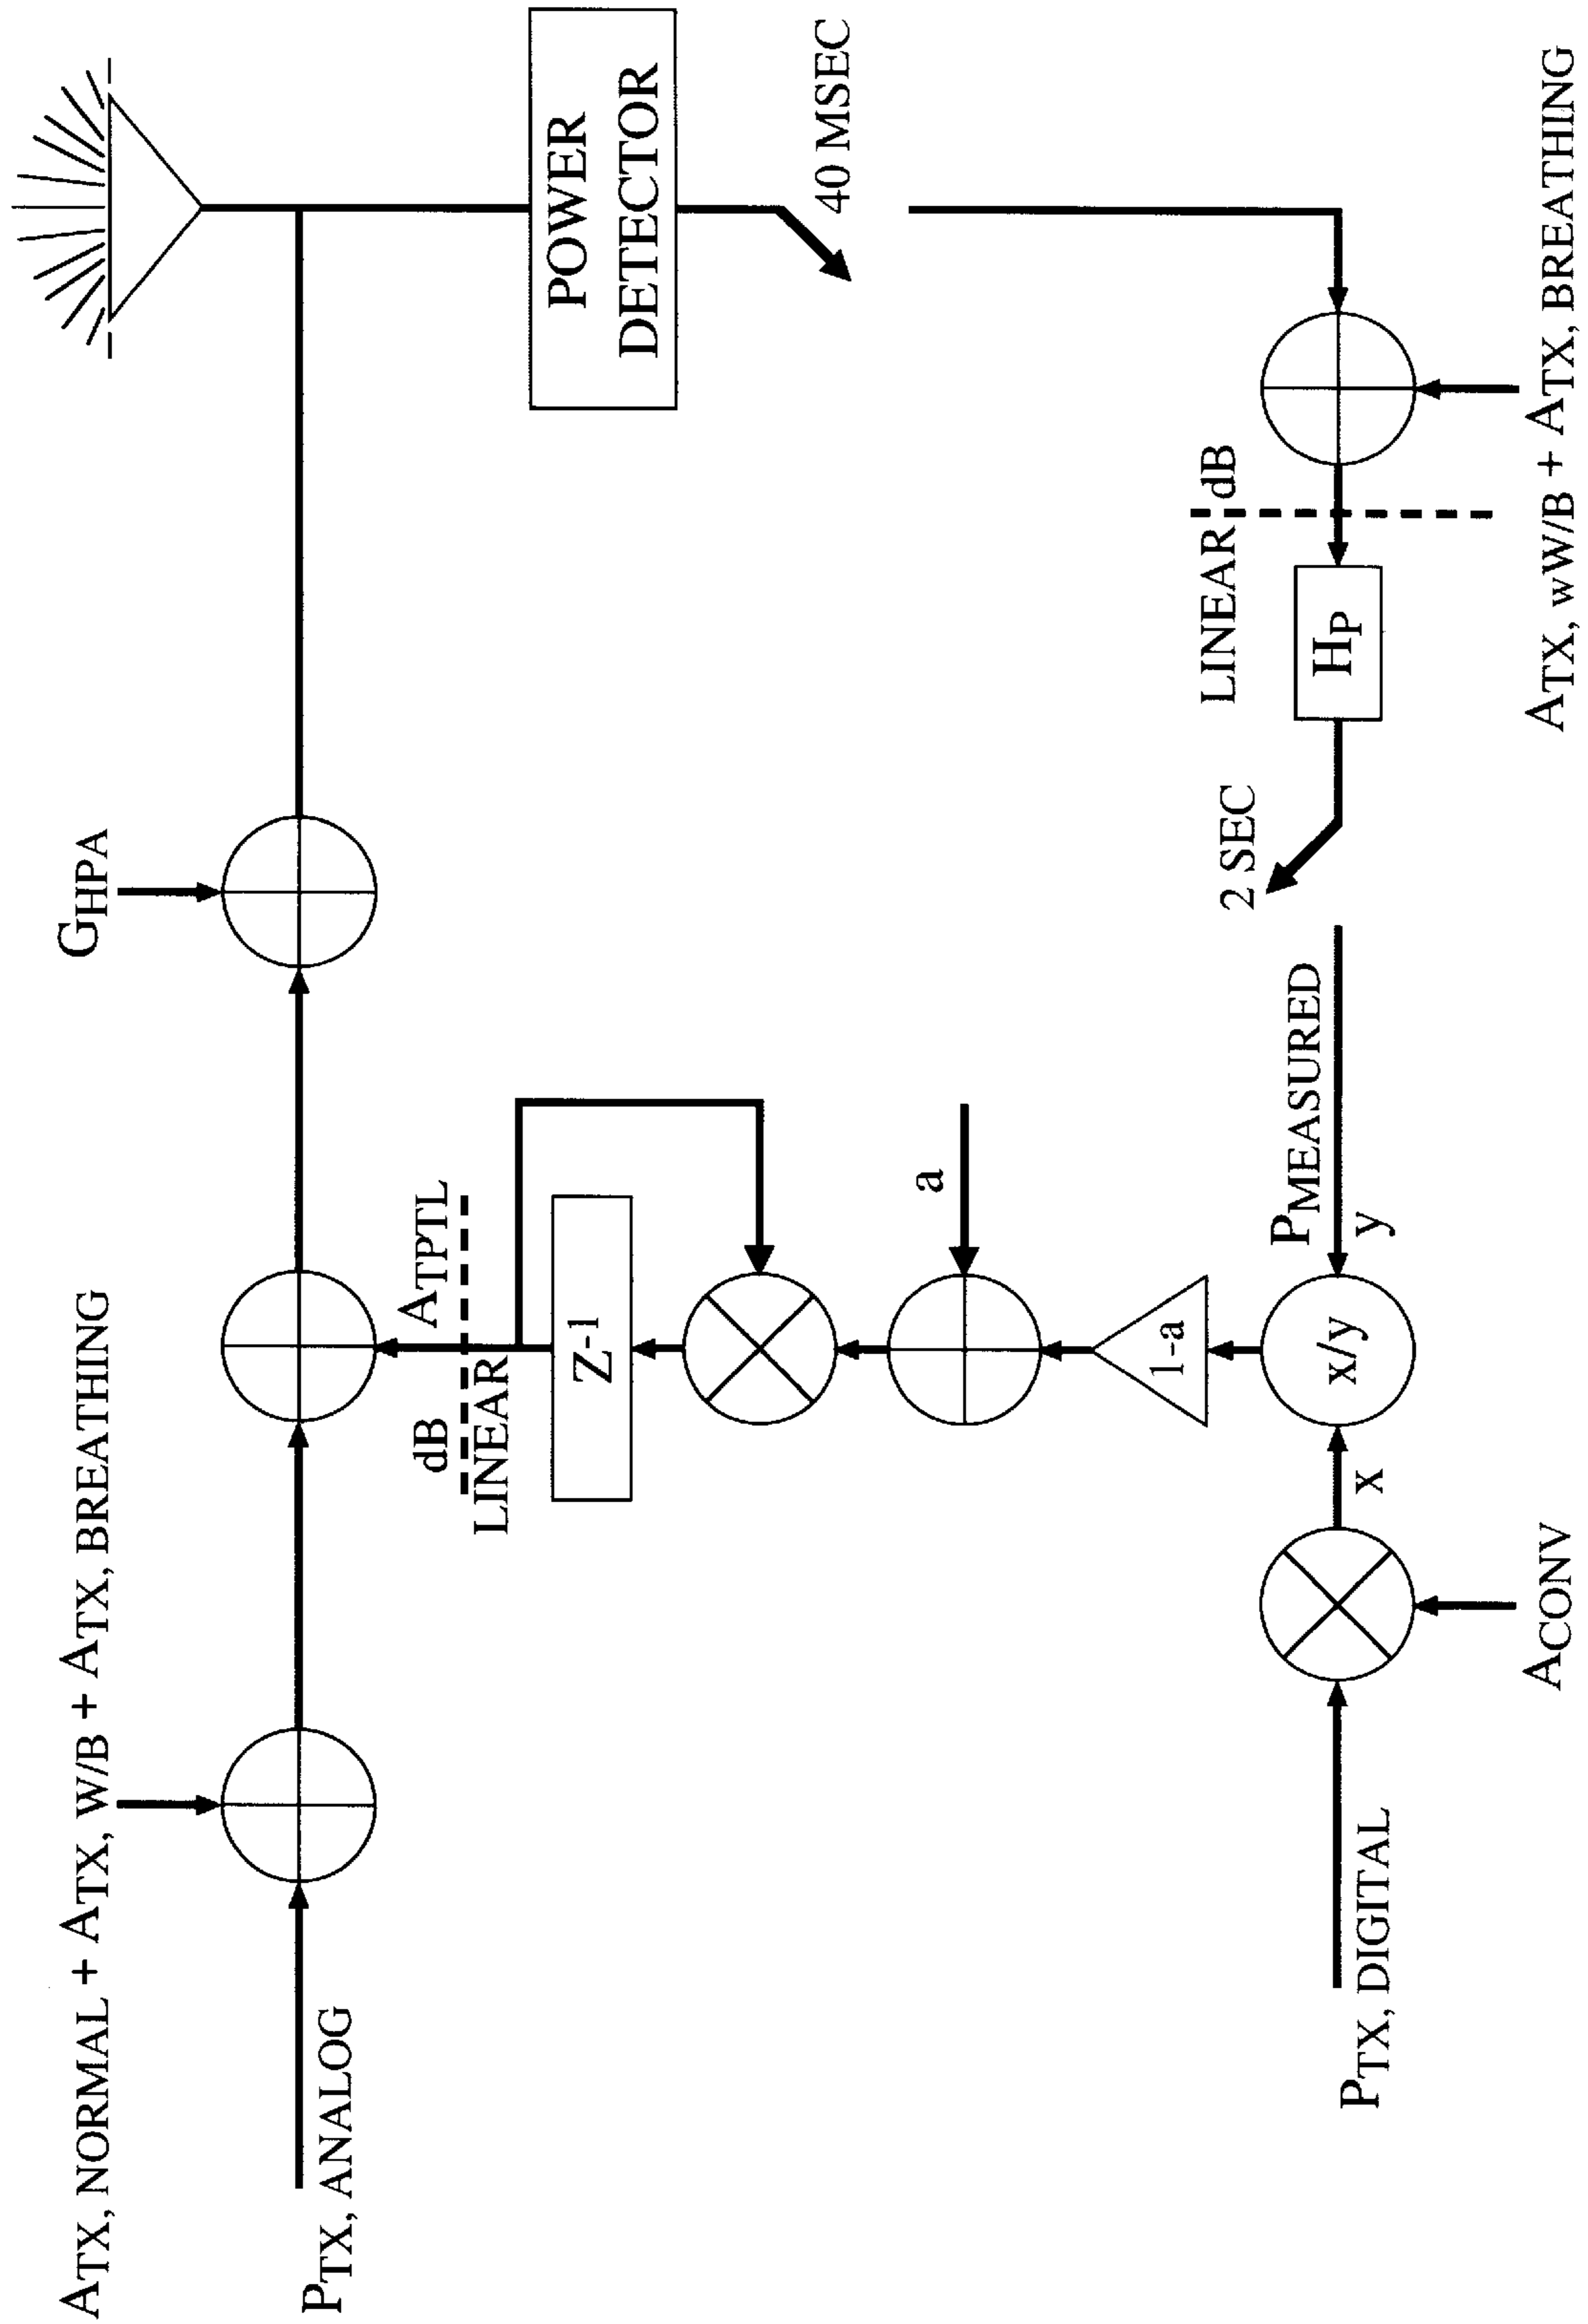 ATX, NORMAL + ATX, W/B + ATX, BREATHING
GHPA
PTX, ANALOG
dB
ATPTL
LINEAR
Z-1
POWER
DETECTOR
40 MSEC
a
1-a
PTX, DIGITAL
x
x/y
PMEASURED
y
2 SEC
LINEAR
dB
HP
ACONV
ATX, wW/B + ATX, BREATHING